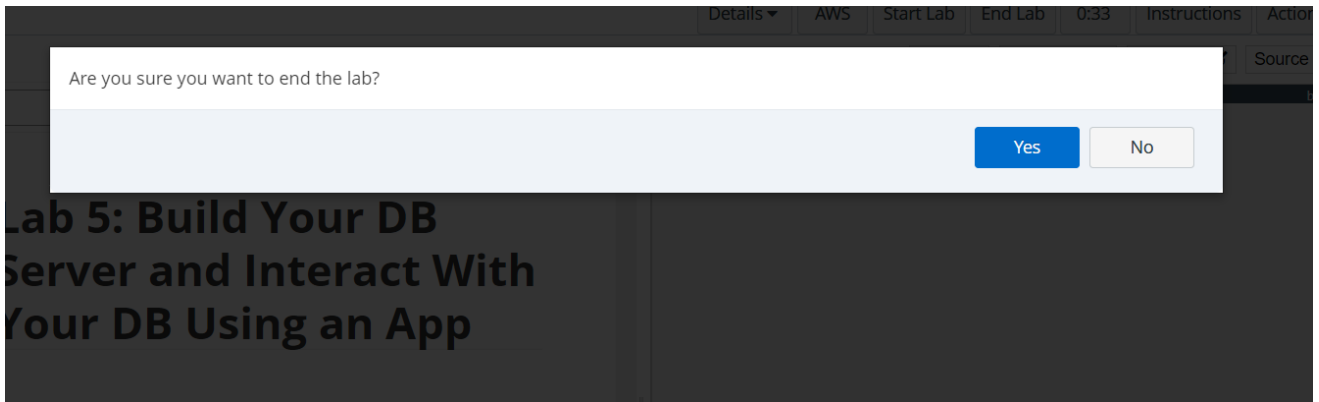 Details AWS Start Lab End Lab 0:33 Instructions
Source
Are you sure you want to end the lab?
Yes No
Lab 5: Build Your DB
Server and Interact With
Your DB Using an App